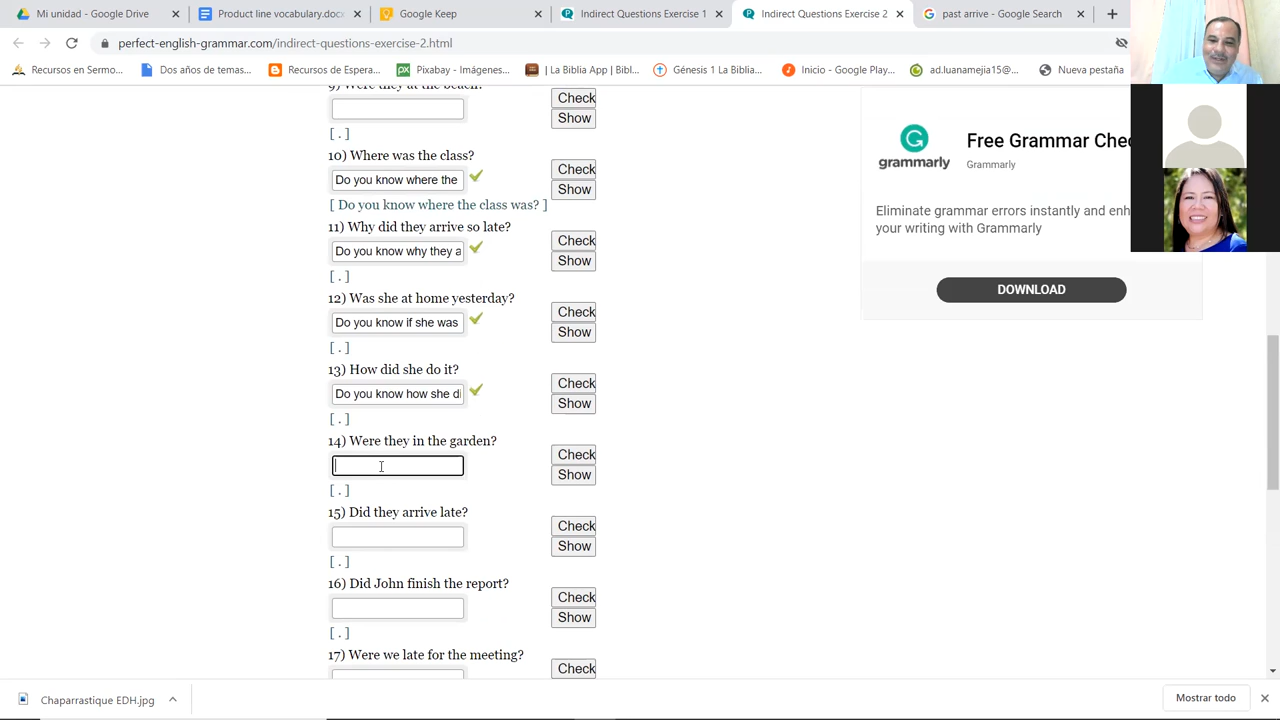 Mi unidad - Google Drive
Product line vocabulary.docx
Google Keep
Indirect Questions Exercise 1
Indirect Questions Exercise 2
past arrive - Google Search
perfect-english-grammar.com/indirect-questions-exercise-2.html
Recursos en Sermo...
Dos años de temas...
Recursos de Espera...
Pixabay - Imágenes...
| La Biblia App | Bibl...
Génesis 1 La Biblia...
Inicio - Google Play...
ad.luanamejia15@...
Nueva pestaña
9) Were they at the beach?
Check
Show
[ . ]
10) Where was the class?
Do you know where the
Check
Show
[ Do you know where the class was? ]
11) Why did they arrive so late?
Do you know why they a
Check
Show
[ . ]
12) Was she at home yesterday?
Do you know if she was
Check
Show
[ . ]
13) How did she do it?
Do you know how she di
Check
Show
[ . ]
14) Were they in the garden?
Check
Show
[ . ]
15) Did they arrive late?
Check
Show
[ . ]
16) Did John finish the report?
Check
Show
[ . ]
17) Were we late for the meeting?
Check
grammarly
Free Grammar Chec
Grammarly
Eliminate grammar errors instantly and enh
your writing with Grammarly
DOWNLOAD
Chaparrastique EDH.jpg
Mostrar todo